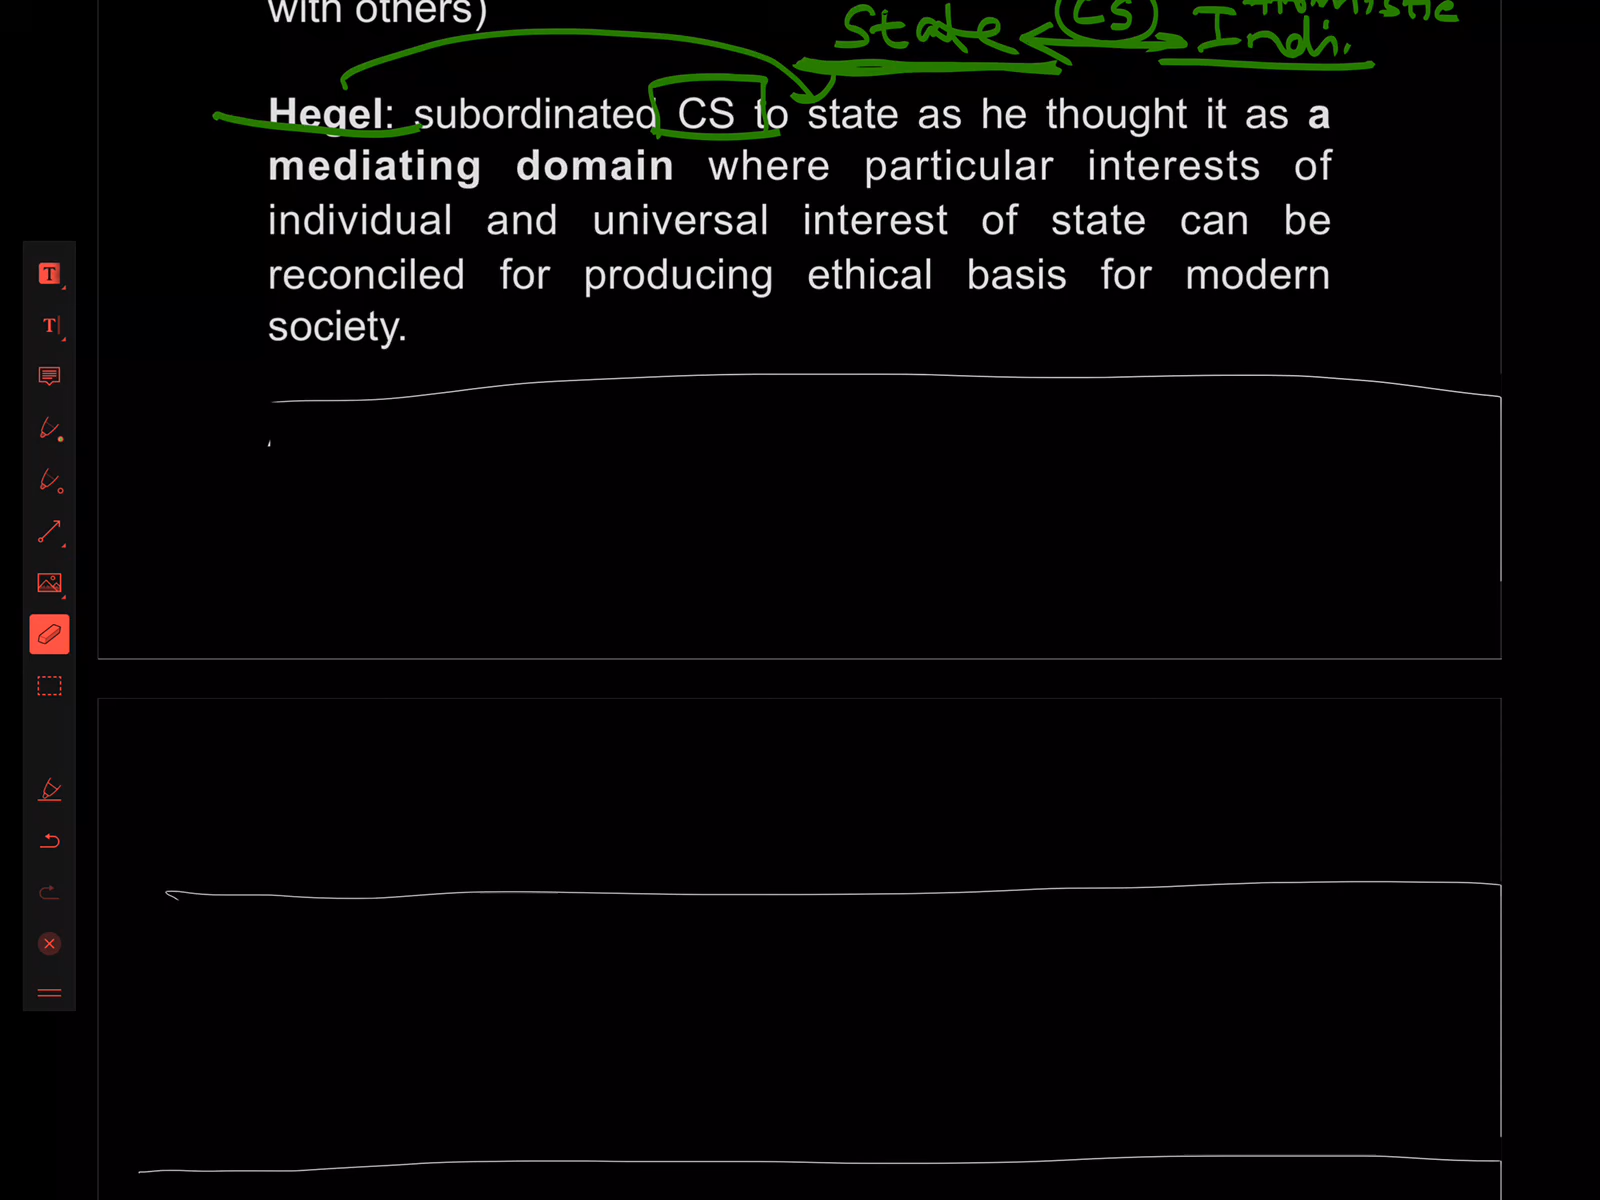 with others)
State CS Indi.
Hegel: subordinated CS to state as he thought it as a
mediating domain where particular interests of
individual and universal interest of state can be
reconciled for producing ethical basis for modern
society.
T
T